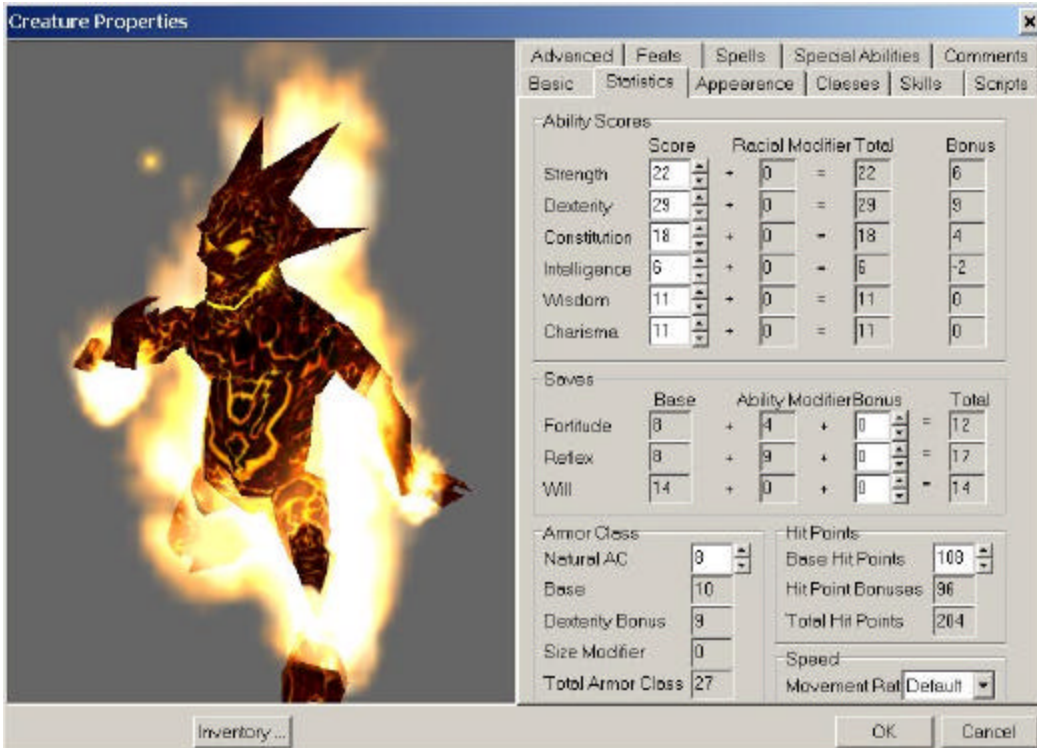 Creature Properties
Advanced Feats Spells Special Abilities Comments
Basic Statistics Appearance Classes Skills Scripts
Ability Scores
Score Racial Modifier Total Bonus
Strength 22 + 0 = 22 6
Dexterity 29 + 0 = 29 9
Constitution 18 + 0 = 18 4
Intelligence 6 + 0 = 6 -2
Wisdom 11 + 0 = 11 0
Charisma 11 + 0 = 11 0
Saves
Base Ability Modifier Bonus Total
Fortitude 8 + 4 + 0 = 12
Reflex 8 + 9 + 0 = 17
Will 14 + 0 + 0 = 14
Armor Class
Natural AC 8
Base 10
Dexterity Bonus 9
Size Modifier 0
Total Armor Class 27
Hit Points
Base Hit Points 108
Hit Point Bonuses 96
Total Hit Points 204
Speed
Movement Rat Default
Inventory ... OK Cancel